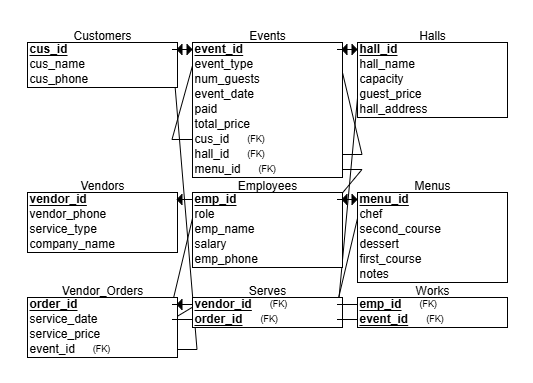 Customers
cus_id
cus_name
cus_phone
Events
event_id
event_type
num_guests
event_date
paid
total_price
cus_id (FK)
hall_id (FK)
menu_id (FK)
Halls
hall_id
hall_name
capacity
guest_price
hall_address
Vendors
vendor_id
vendor_phone
service_type
company_name
Employees
emp_id
role
emp_name
salary
emp_phone
Menus
menu_id
chef
second_course
dessert
first_course
notes
Vendor_Orders
order_id
service_date
service_price
event_id (FK)
Serves
vendor_id (FK)
order_id (FK)
Works
emp_id (FK)
event_id (FK)